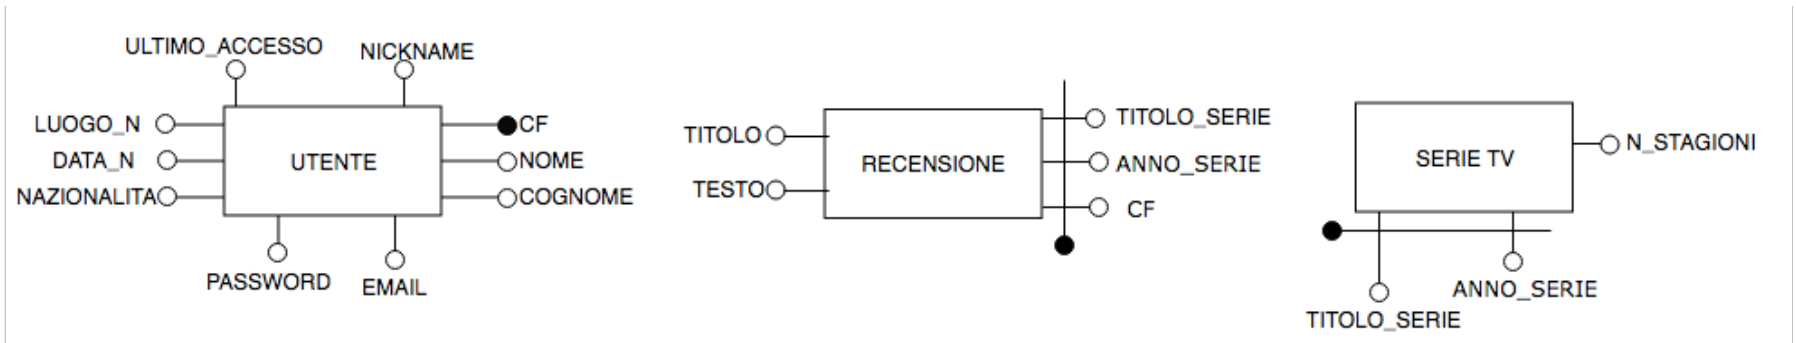 ULTIMO_ACCESSO
NICKNAME
LUOGO_N
DATA_N
NAZIONALITA
UTENTE
CF
NOME
COGNOME
PASSWORD
EMAIL
TITOLO
TESTO
RECENSIONE
TITOLO_SERIE
ANNO_SERIE
CF
SERIE TV
N_STAGIONI
ANNO_SERIE
TITOLO_SERIE